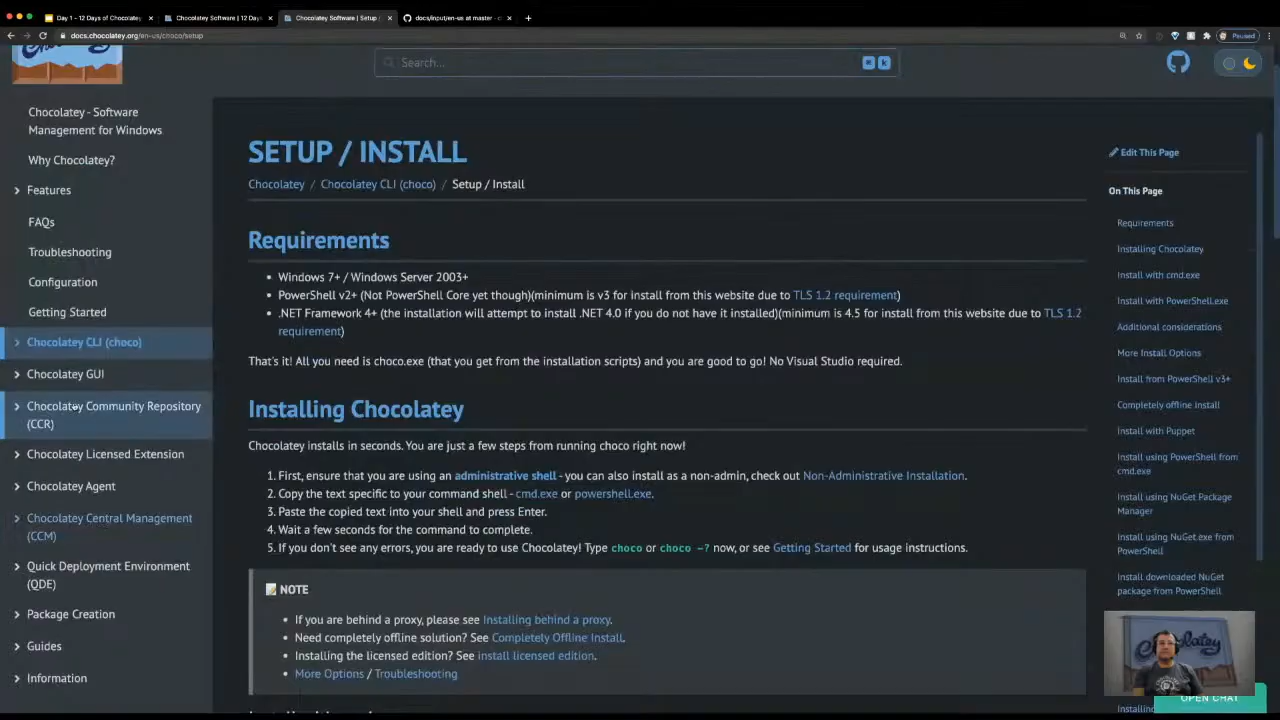 Day 1 - 12 Days of Chocolatey
Chocolatey Software | 12 Days
Chocolatey Software | Setup /
docs/input/en-us at master · c
docs.chocolatey.org/en-us/choco/setup
Paused
Search...
Chocolatey - Software
Management for Windows
Why Chocolatey?
Features
FAQs
Troubleshooting
Configuration
Getting Started
Chocolatey CLI (choco)
Chocolatey GUI
Chocolatey Community Repository
(CCR)
Chocolatey Licensed Extension
Chocolatey Agent
Chocolatey Central Management
(CCM)
Quick Deployment Environment
(QDE)
Package Creation
Guides
Information
SETUP / INSTALL
Chocolatey / Chocolatey CLI (choco) / Setup / Install
Requirements
Windows 7+ / Windows Server 2003+
PowerShell v2+ (Not PowerShell Core yet though)(minimum is v3 for install from this website due to TLS 1.2 requirement)
.NET Framework 4+ (the installation will attempt to install .NET 4.0 if you do not have it installed)(minimum is 4.5 for install from this website due to TLS 1.2
requirement)
That's it! All you need is choco.exe (that you get from the installation scripts) and you are good to go! No Visual Studio required.
Installing Chocolatey
Chocolatey installs in seconds. You are just a few steps from running choco right now!
1. First, ensure that you are using an administrative shell - you can also install as a non-admin, check out Non-Administrative Installation.
2. Copy the text specific to your command shell - cmd.exe or powershell.exe.
3. Paste the copied text into your shell and press Enter.
4. Wait a few seconds for the command to complete.
5. If you don't see any errors, you are ready to use Chocolatey! Type choco or choco -? now, or see Getting Started for usage instructions.
NOTE
If you are behind a proxy, please see Installing behind a proxy.
Need completely offline solution? See Completely Offline Install.
Installing the licensed edition? See install licensed edition.
More Options / Troubleshooting
Edit This Page
On This Page
Requirements
Installing Chocolatey
Install with cmd.exe
Install with PowerShell.exe
Additional considerations
More Install Options
Install from PowerShell v3+
Completely offline Install
Install with Puppet
Install using PowerShell from
cmd.exe
Install using NuGet Package
Manager
Install using NuGet.exe from
PowerShell
Install downloaded NuGet
package from PowerShell
Chocolatey
OPEN CHAT